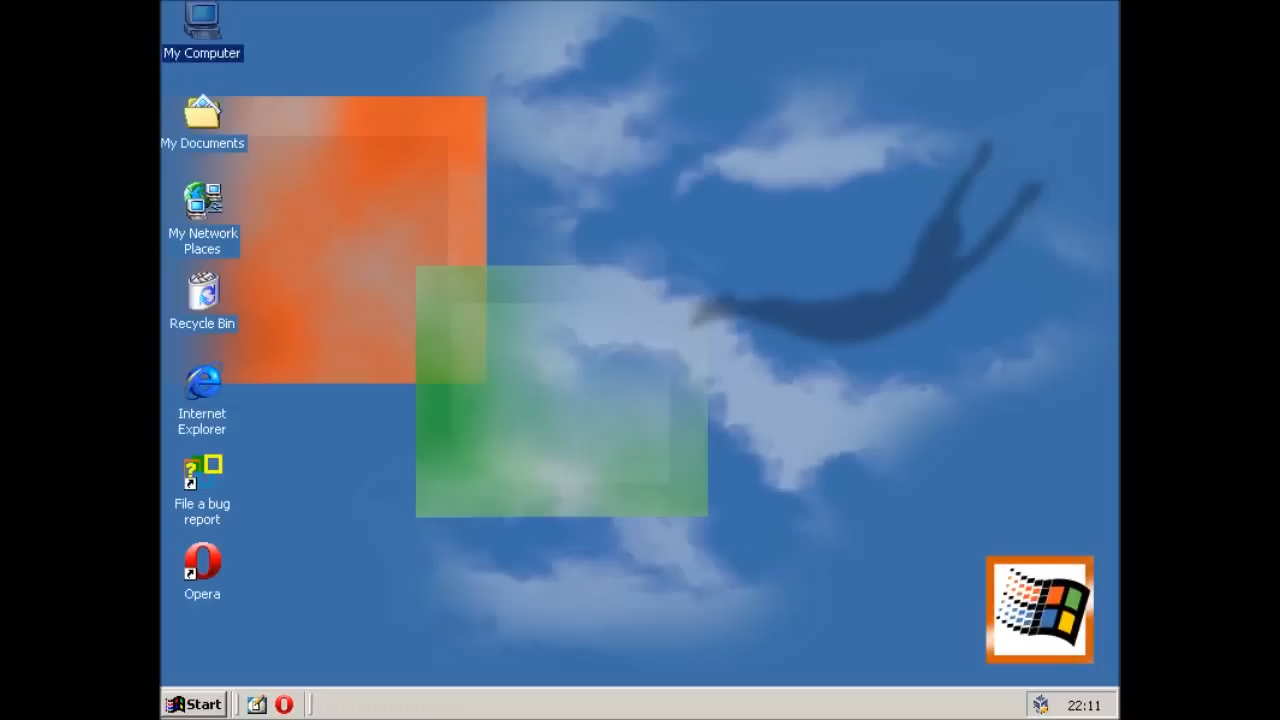 My Computer
My Documents
My Network
Places
Recycle Bin
Internet
Explorer
File a bug
report
Opera
Start
22:11